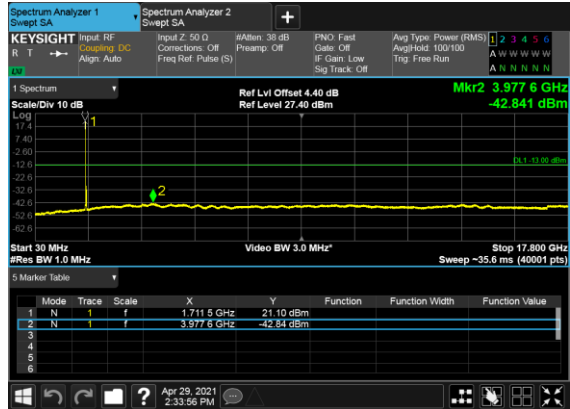 Spectrum Analyzer 1
Swept SA
Spectrum Analyzer 2
Swept SA
+
KEYSIGHT
R T
LXI
Input: RF
Coupling: DC
Align: Auto
Input Z: 50 Ω
Corrections: Off
Freq Ref: Pulse (S)
#Atten: 38 dB
Preamp: Off
PNO: Fast
Gate: Off
IF Gain: Low
Sig Track: Off
Avg Type: Power (RMS)
Avg|Hold: 100/100
Trig: Free Run
1 2 3 4 5 6
A W W W W W
A N N N N N
1 Spectrum
Scale/Div 10 dB
Ref Lvl Offset 4.40 dB
Ref Level 27.40 dBm
Mkr2 3.977 6 GHz
-42.841 dBm
Log
17.4
7.40
-2.60
-12.6
-22.6
-32.6
-42.6
-52.6
-62.6
1
2
DL1 -13.00 dBm
Start 30 MHz
#Res BW 1.0 MHz
Video BW 3.0 MHz*
Stop 17.800 GHz
Sweep ~35.6 ms (40001 pts)
5 Marker Table
Mode Trace Scale X Y Function Function Width Function Value
1 N 1 f 1.711 5 GHz 21.10 dBm
2 N 1 f 3.977 6 GHz -42.84 dBm
3
4
5
6
?
Apr 29, 2021
2:33:56 PM